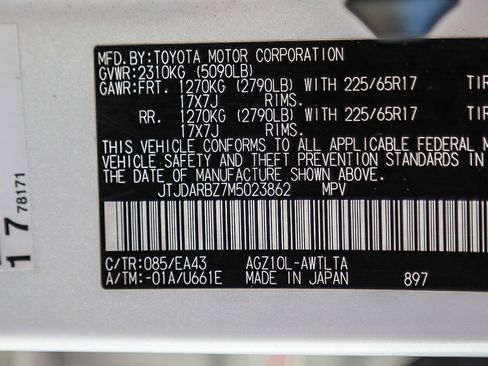 MFD.BY:TOYOTA MOTOR CORPORATION
GVWR:2310KG (5090LB)
GAWR:FRT. 1270KG (2790LB) WITH 225/65R17 TIR
17X7J RIMS.
RR. 1270KG (2790LB) WITH 225/65R17 TIR
17X7J RIMS.
THIS VEHICLE CONFORMS TO ALL APPLICABLE FEDERAL M
VEHICLE SAFETY AND THEFT PREVENTION STANDARDS
THE DATE OF MANUFACTURE SHOWN ABOVE.
JTJDARBZ7M5023862 MPV
C/TR:085/EA43 AGZ10L-AWTLTA
A/TM:-01A/U661E MADE IN JAPAN 897
17 78171